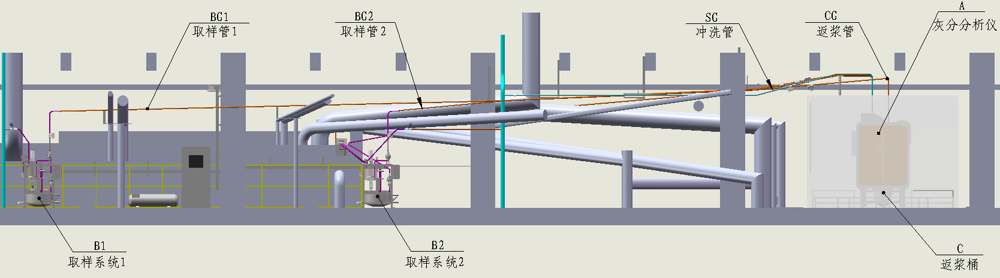 BG1
取样管1
BG2
取样管2
SG
冲洗管
CG
返浆管
A
灰分分析仪
B1
取样系统1
B2
取样系统2
C
返浆桶